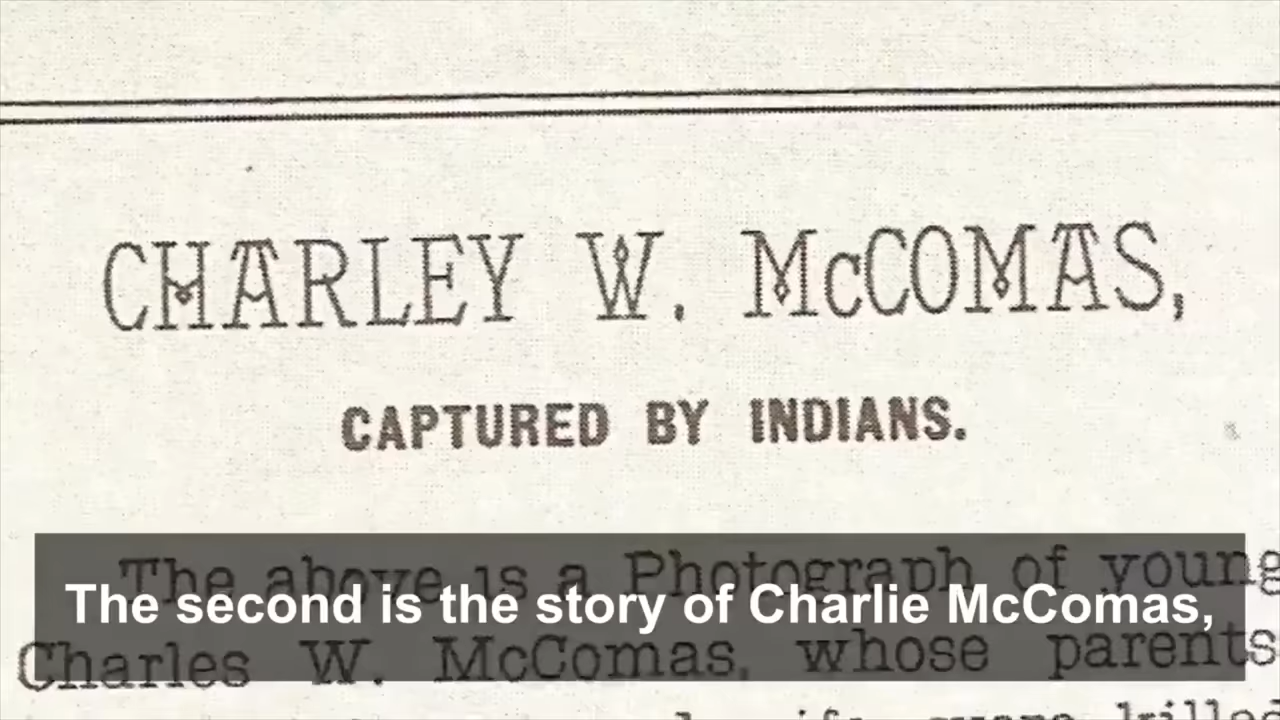 CHARLEY W. McCOMAS,
CAPTURED BY INDIANS.
The above is a Photograph of young
The second is the story of Charlie McComas,
Charles W. McComas, whose parents
killed